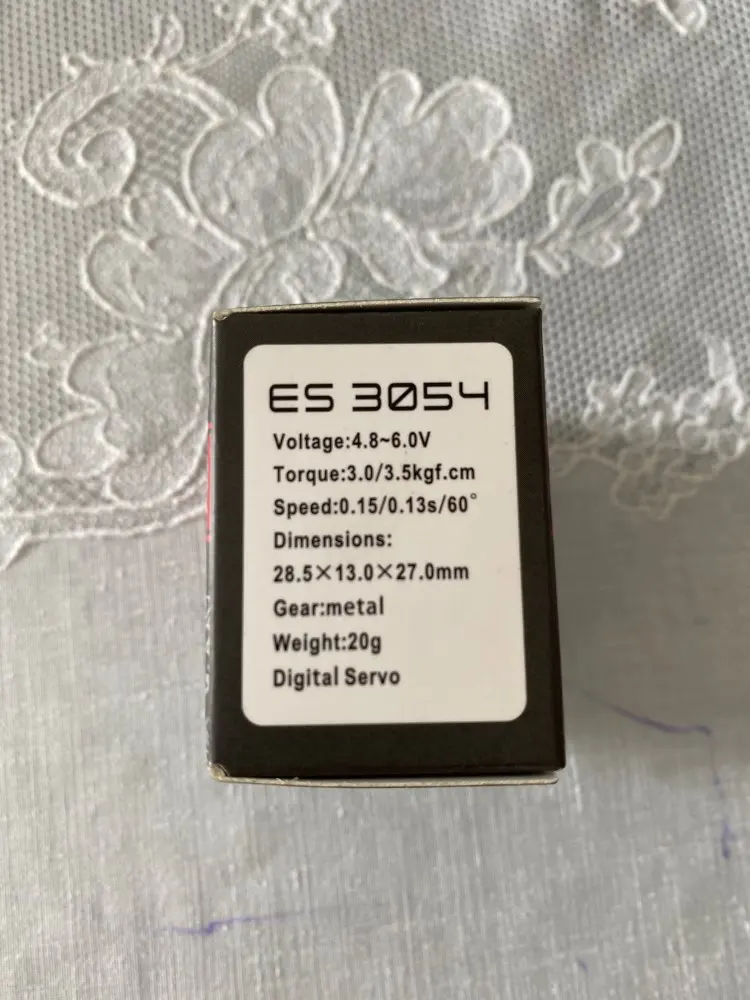 ES 3054
Voltage:4.8~6.0V
Torque:3.0/3.5kgf.cm
Speed:0.15/0.13s/60°
Dimensions:
28.5×13.0×27.0mm
Gear:metal
Weight:20g
Digital Servo